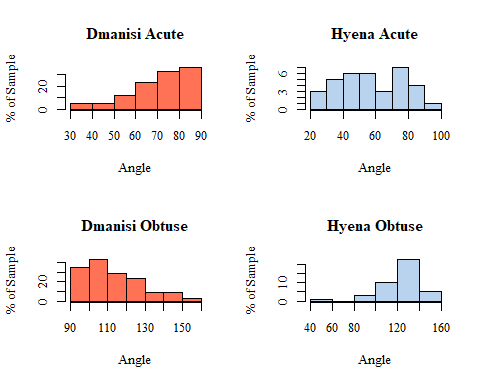 Dmanisi Acute
% of Sample
0 20
30 40 50 60 70 80 90
Angle
Hyena Acute
% of Sample
0 3 6
20 40 60 80 100
Angle
Dmanisi Obtuse
% of Sample
0 20
90 110 130 150
Angle
Hyena Obtuse
% of Sample
0 10
40 60 80 120 160
Angle